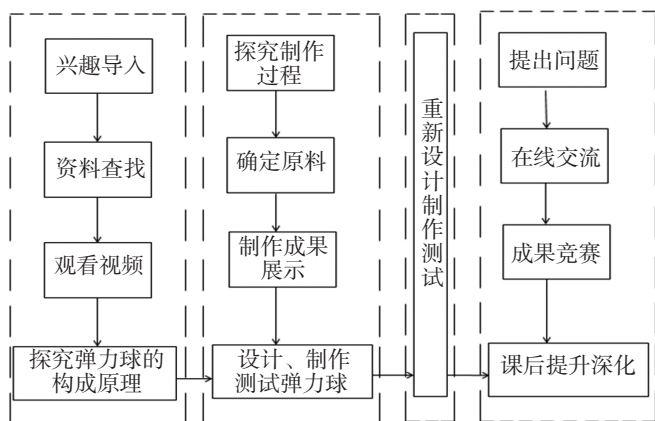 兴趣导入
资料查找
观看视频
探究弹力球的
构成原理
探究制作
过程
确定原料
制作成果
展示
设计、制作
测试弹力球
重新设计制作测试
提出问题
在线交流
成果竞赛
课后提升深化